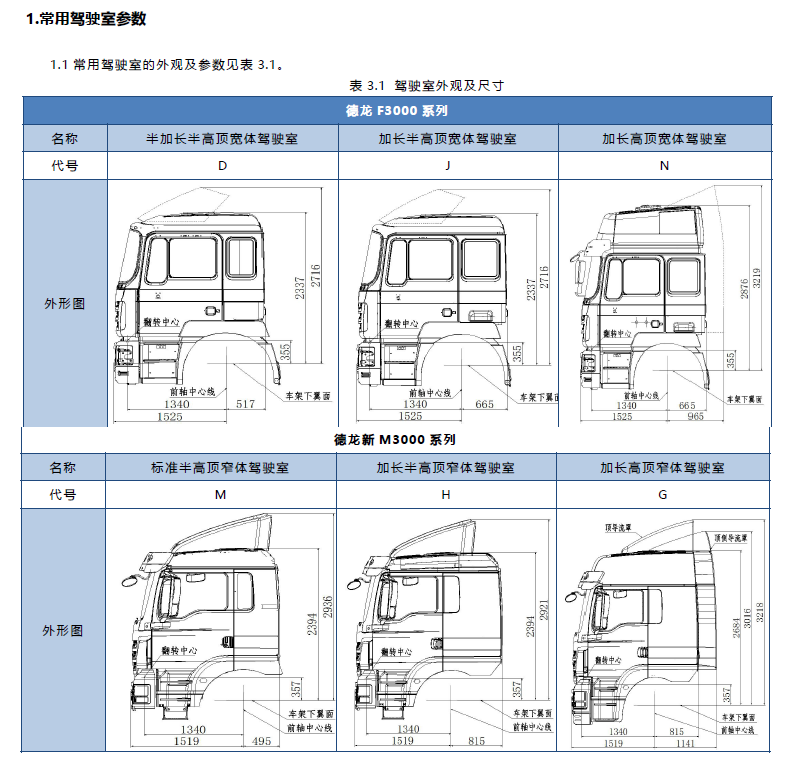 1.常用驾驶室参数
1.1 常用驾驶室的外观及参数见表 3.1。
表 3.1 驾驶室外观及尺寸
德龙 F3000 系列
名称 半加长半高顶宽体驾驶室 加长半高顶宽体驾驶室 加长高顶宽体驾驶室
代号 D J N
外形图
翻转中心 2337 2716 355
前轴中心线 车架下翼面
1340 517
1525
翻转中心 2337 2716 355
前轴中心线 车架下翼面
1340 665
1525
翻转中心 2876 3219 355
前轴中心线 车架下翼面
1340 665
1525 965
德龙新 M3000 系列
名称 标准半高顶窄体驾驶室 加长半高顶窄体驾驶室 加长高顶窄体驾驶室
代号 M H G
外形图
翻转中心 2394 2936 357
车架下翼面
前轴中心线
1340
1519 495
翻转中心 2394 2921 357
车架下翼面
前轴中心线
1340
1519 815
顶导流罩
顶侧导流罩
翻转中心 2684 3016 3218 357
车架下翼面
前轴中心线
1340 815
1519 1141